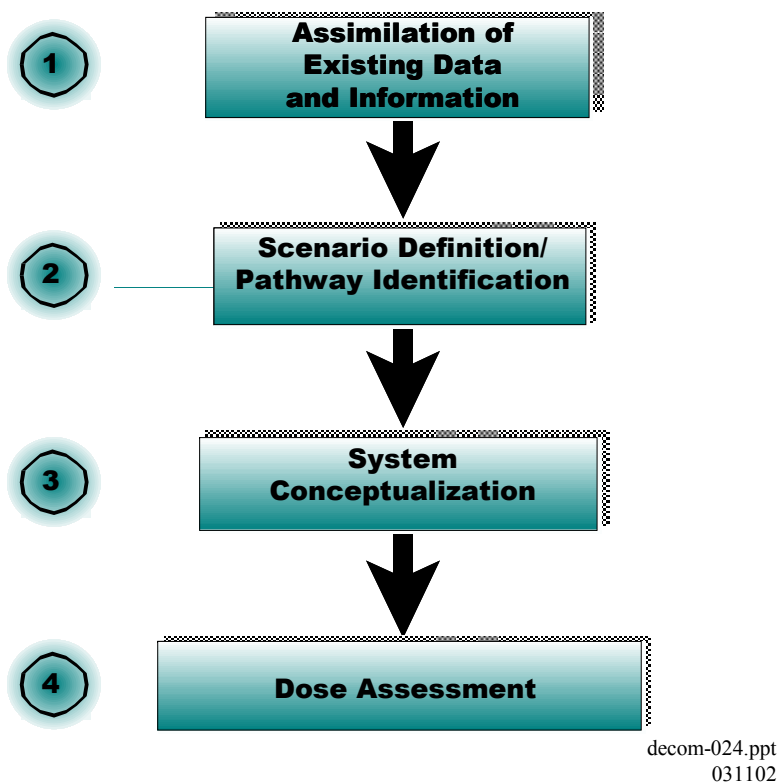 1
Assimilation of
Existing Data
and Information
2
Scenario Definition/
Pathway Identification
3
System
Conceptualization
4
Dose Assessment
decom-024.ppt
031102